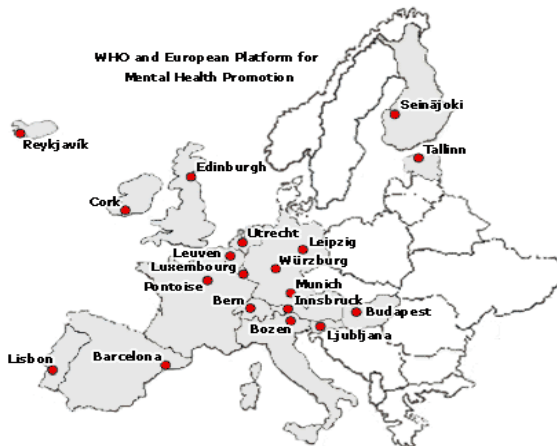 WHO and European Platform for
Mental Health Promotion
Seinäjoki
Reykjavík
Tallinn
Edinburgh
Cork
Utrecht
Leuven
Leipzig
Luxembourg
Würzburg
Pontoise
Munich
Bern
Innsbruck
Budapest
Bozen
Ljubljana
Lisbon
Barcelona